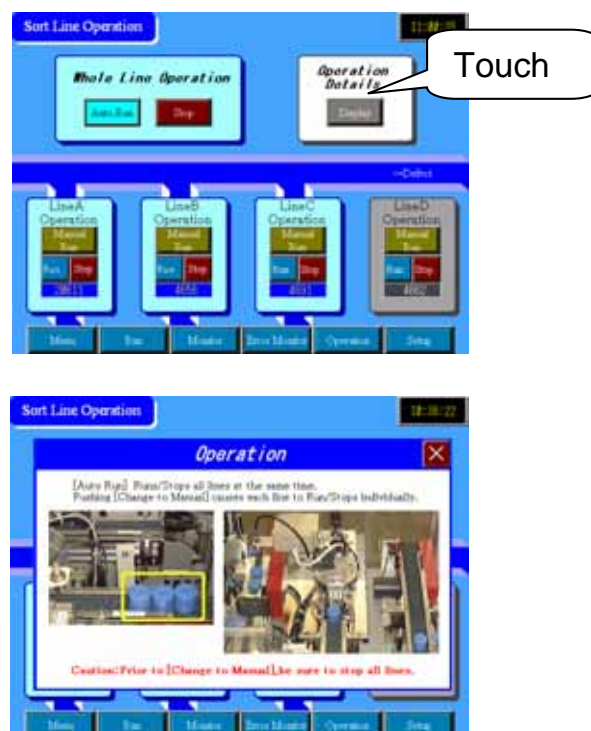 Sort Line Operation
Touch
Whole Line Operation
Operation
Details
Auto Run
Stop
Display
Defect
LineA
Operation
LineB
Operation
LineC
Operation
LineD
Operation
Manual
Run
Manual
Run
Manual
Run
Manual
Run
Run Stop
Run Stop
Run Stop
Run Stop
Menu
Run
Monitor
Error Monitor
Operation
Setup
Sort Line Operation
Operation
[Auto Run] Runs/Stops all lines at the same time.
Pushing [Change to Manual] causes each line to Run/Stops Individually.
Caution:Prior to [Change to Manual],be sure to stop all lines.
Menu
Run
Monitor
Error Monitor
Operation
Setup